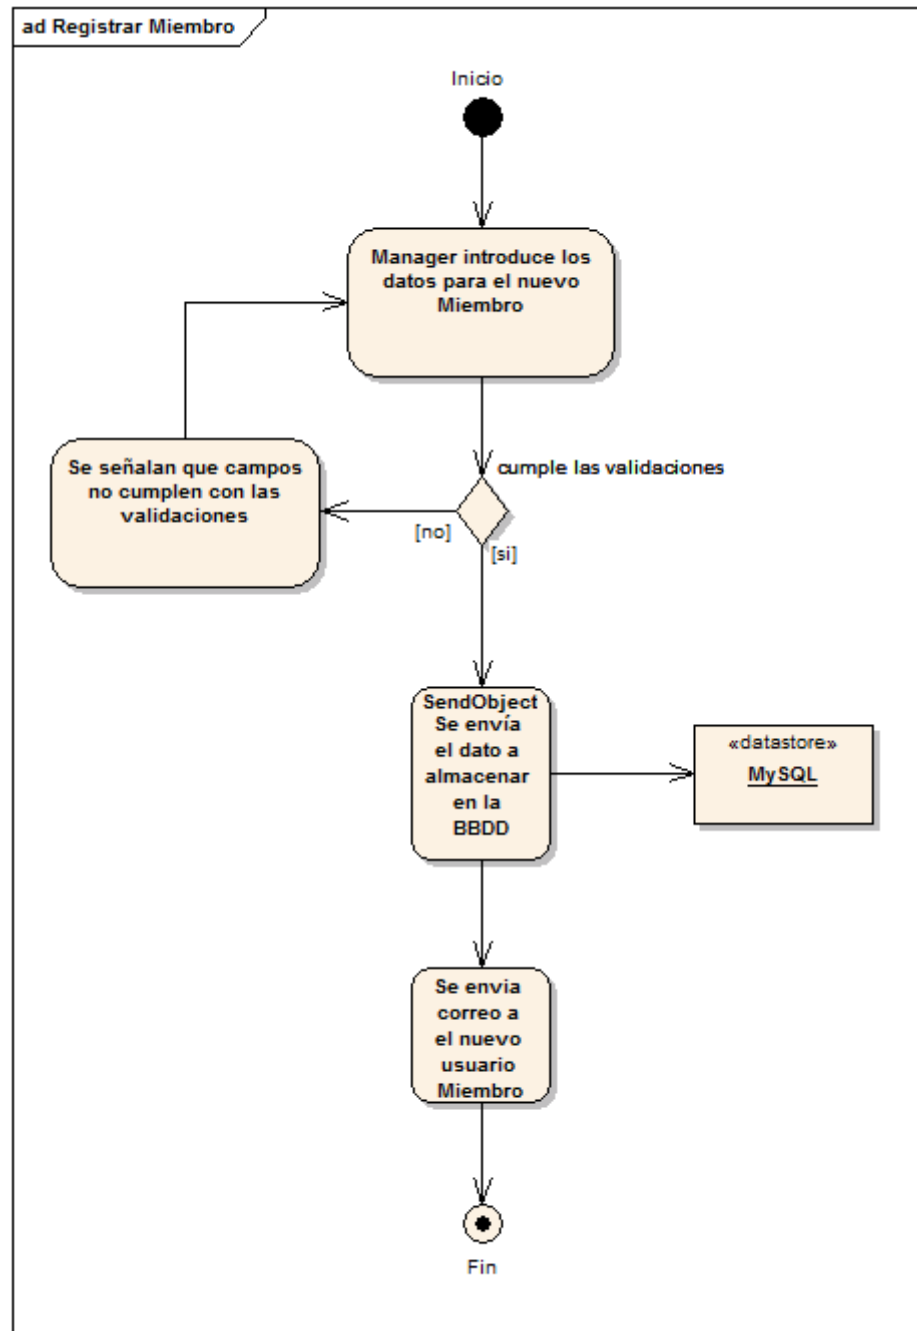 ad Registrar Miembro
Inicio
Manager introduce los
datos para el nuevo
Miembro
Se señalan que campos
no cumplen con las
validaciones
cumple las validaciones
[no]
[si]
SendObject
Se envía
el dato a
almacenar
en la
BBDD
«datastore»
MySQL
Se envia
correo a
el nuevo
usuario
Miembro
Fin